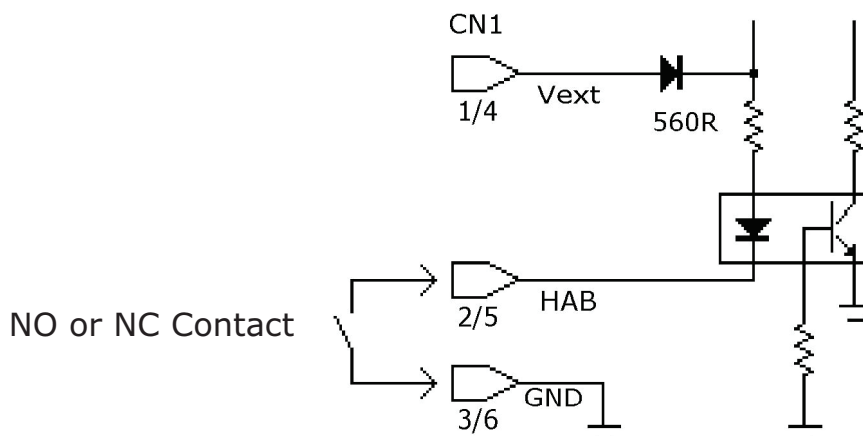 CN1
Vext
1/4
560R
HAB
2/5
NO or NC Contact
GND
3/6